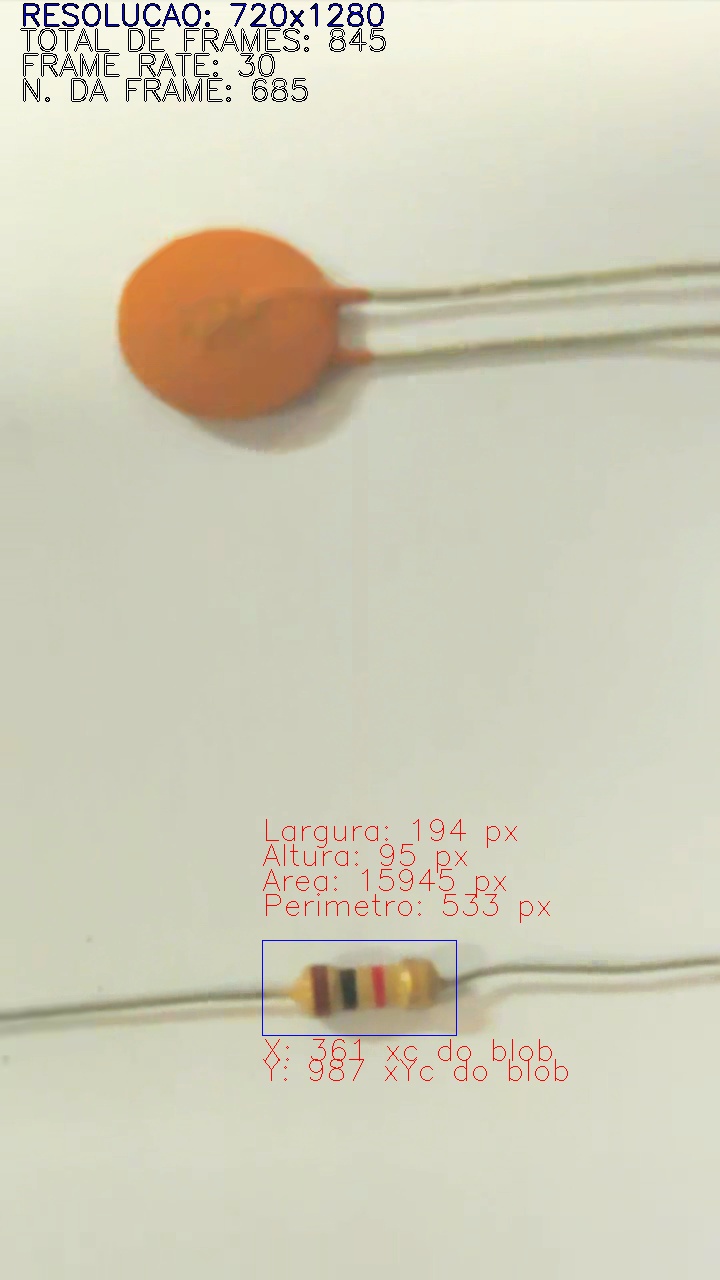 RESOLUCAO: 720x1280
TOTAL DE FRAMES: 845
FRAME RATE: 30
N. DA FRAME: 685
Largura: 194 px
Altura: 95 px
Area: 15945 px
Perimetro: 533 px
X: 361 xc do blob
Y: 987 xYc do blob